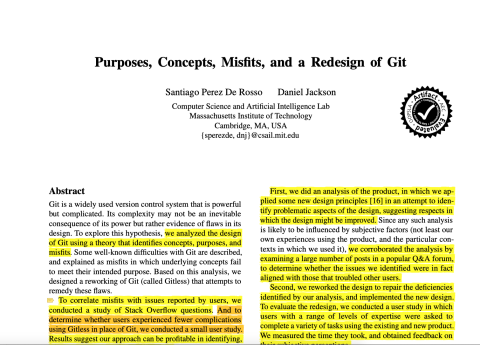 Purposes, Concepts, Misfits, and a Redesign of Git
Santiago Perez De Rosso Daniel Jackson
Computer Science and Artificial Intelligence Lab
Massachusetts Institute of Technology
Cambridge, MA, USA
{sperezde, dnj}@csail.mit.edu
Artifact
Evaluated
Abstract
Git is a widely used version control system that is powerful
but complicated. Its complexity may not be an inevitable
consequence of its power but rather evidence of flaws in its
design. To explore this hypothesis, we analyzed the design
of Git using a theory that identifies concepts, purposes, and
misfits. Some well-known difficulties with Git are described,
and explained as misfits in which underlying concepts fail
to meet their intended purpose. Based on this analysis, we
designed a reworking of Git (called Gitless) that attempts to
remedy these flaws.
To correlate misfits with issues reported by users, we
conducted a study of Stack Overflow questions. And to
determine whether users experienced fewer complications
using Gitless in place of Git, we conducted a small user study.
Results suggest our approach can be profitable in identifying,
First, we did an analysis of the product, in which we ap-
plied some new design principles [16] in an attempt to iden-
tify problematic aspects of the design, suggesting respects in
which the design might be improved. Since any such analysis
is likely to be influenced by subjective factors (not least our
own experiences using the product, and the particular con-
texts in which we used it), we corroborated the analysis by
examining a large number of posts in a popular Q&A forum,
to determine whether the issues we identified were in fact
aligned with those that troubled other users.
Second, we reworked the design to repair the deficiencies
identified by our analysis, and implemented the new design.
To evaluate the redesign, we conducted a user study in which
users with a range of levels of expertise were asked to
complete a variety of tasks using the existing and new product.
We measured the time they took, and obtained feedback on